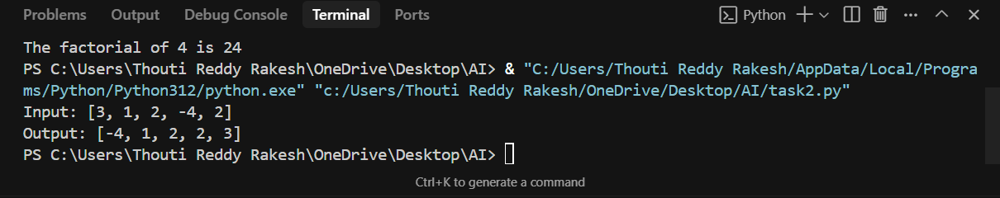 Problems Output Debug Console Terminal Ports Python
The factorial of 4 is 24
PS C:\Users\Thouti Reddy Rakesh\OneDrive\Desktop\AI> & "C:/Users/Thouti Reddy Rakesh/AppData/Local/Progra
ms/Python/Python312/python.exe" "c:/Users/Thouti Reddy Rakesh/OneDrive/Desktop/AI/task2.py"
Input: [3, 1, 2, -4, 2]
Output: [-4, 1, 2, 2, 3]
PS C:\Users\Thouti Reddy Rakesh\OneDrive\Desktop\AI>
Ctrl+K to generate a command